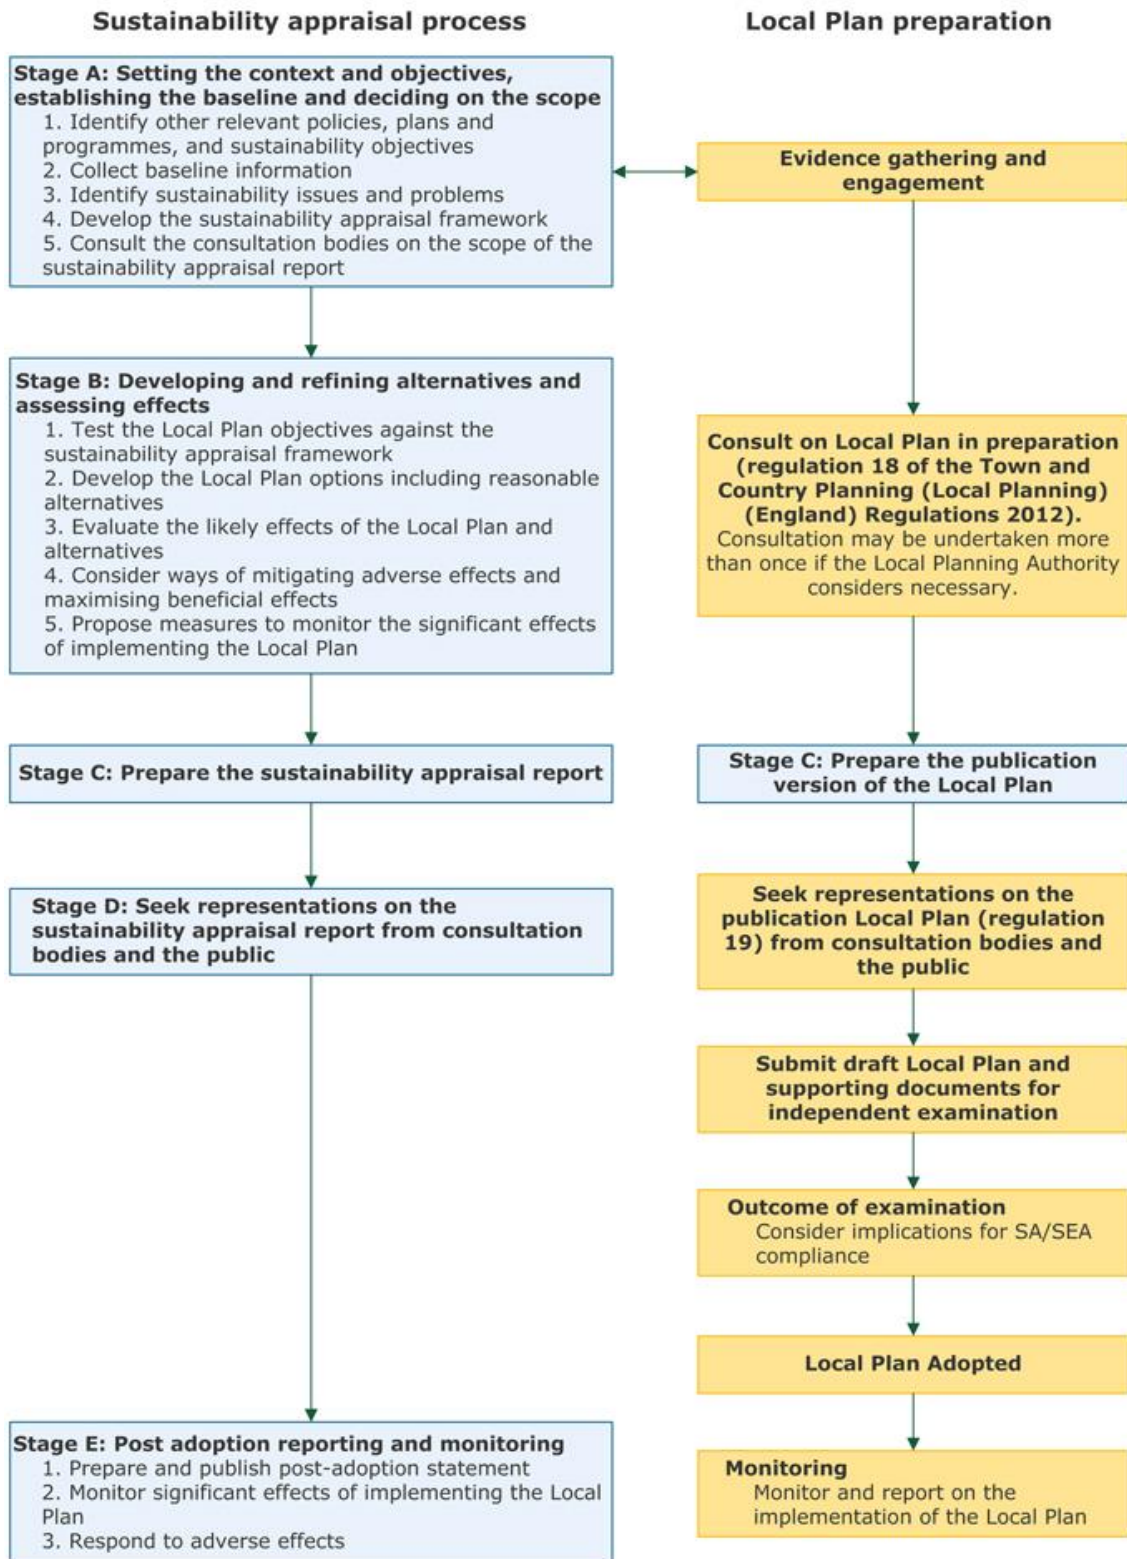 Sustainability appraisal process
Local Plan preparation
Stage A: Setting the context and objectives,
establishing the baseline and deciding on the scope
1. Identify other relevant policies, plans and
programmes, and sustainability objectives
2. Collect baseline information
3. Identify sustainability issues and problems
4. Develop the sustainability appraisal framework
5. Consult the consultation bodies on the scope of the
sustainability appraisal report
Evidence gathering and
engagement
Stage B: Developing and refining alternatives and
assessing effects
1. Test the Local Plan objectives against the
sustainability appraisal framework
2. Develop the Local Plan options including reasonable
alternatives
3. Evaluate the likely effects of the Local Plan and
alternatives
4. Consider ways of mitigating adverse effects and
maximising beneficial effects
5. Propose measures to monitor the significant effects
of implementing the Local Plan
Consult on Local Plan in preparation
(regulation 18 of the Town and
Country Planning (Local Planning)
(England) Regulations 2012).
Consultation may be undertaken more
than once if the Local Planning Authority
considers necessary.
Stage C: Prepare the sustainability appraisal report
Stage C: Prepare the publication
version of the Local Plan
Stage D: Seek representations on the
sustainability appraisal report from consultation
bodies and the public
Seek representations on the
publication Local Plan (regulation
19) from consultation bodies and
the public
Submit draft Local Plan and
supporting documents for
independent examination
Outcome of examination
Consider implications for SA/SEA
compliance
Local Plan Adopted
Stage E: Post adoption reporting and monitoring
1. Prepare and publish post-adoption statement
2. Monitor significant effects of implementing the Local
Plan
3. Respond to adverse effects
Monitoring
Monitor and report on the
implementation of the Local Plan